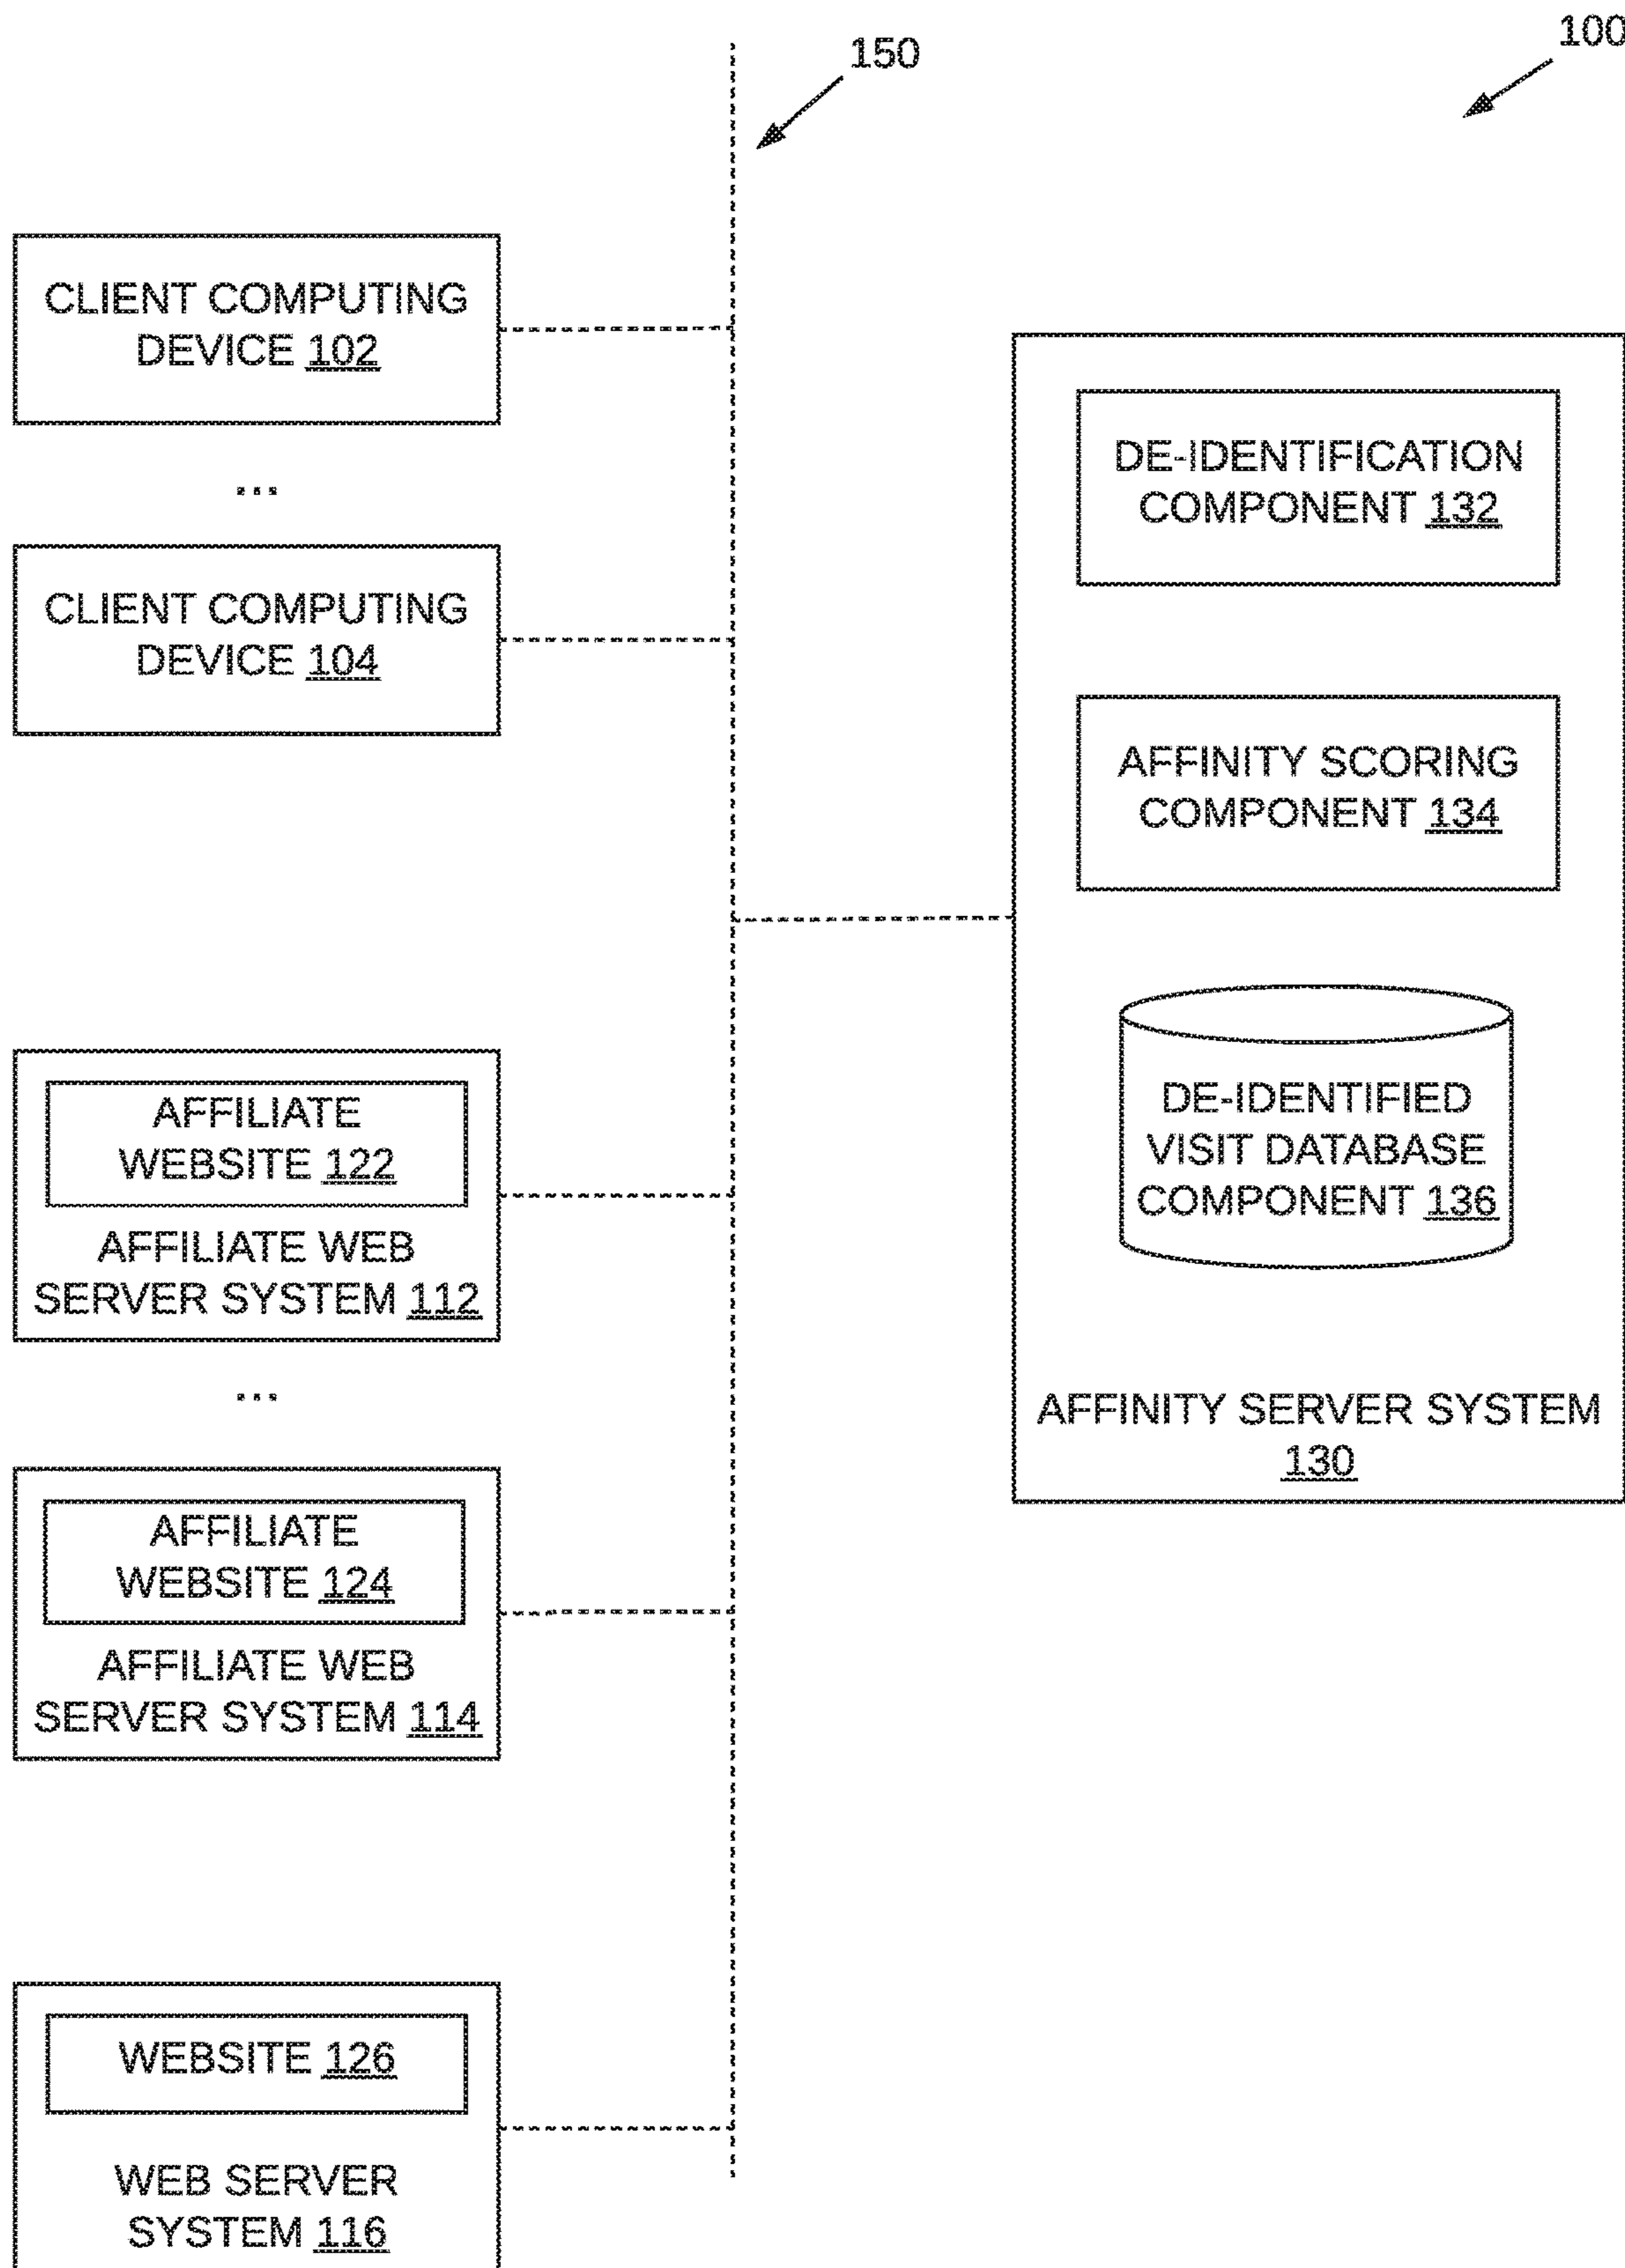 150
100
CLIENT COMPUTING
DEVICE 102
...
CLIENT COMPUTING
DEVICE 104
AFFILIATE
WEBSITE 122
AFFILIATE WEB
SERVER SYSTEM 112
...
AFFILIATE
WEBSITE 124
AFFILIATE WEB
SERVER SYSTEM 114
WEBSITE 126
WEB SERVER
SYSTEM 116
DE-IDENTIFICATION
COMPONENT 132
AFFINITY SCORING
COMPONENT 134
DE-IDENTIFIED
VISIT DATABASE
COMPONENT 136
AFFINITY SERVER SYSTEM
130